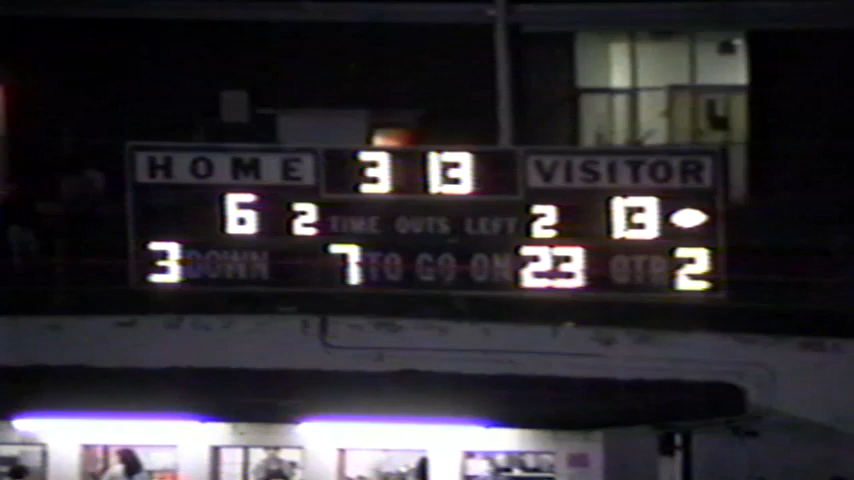 HOME 3 13 VISITOR
6 2 TIME OUTS LEFT 2 13
3 DOWN 7 TO GO ON 23 QTR 2